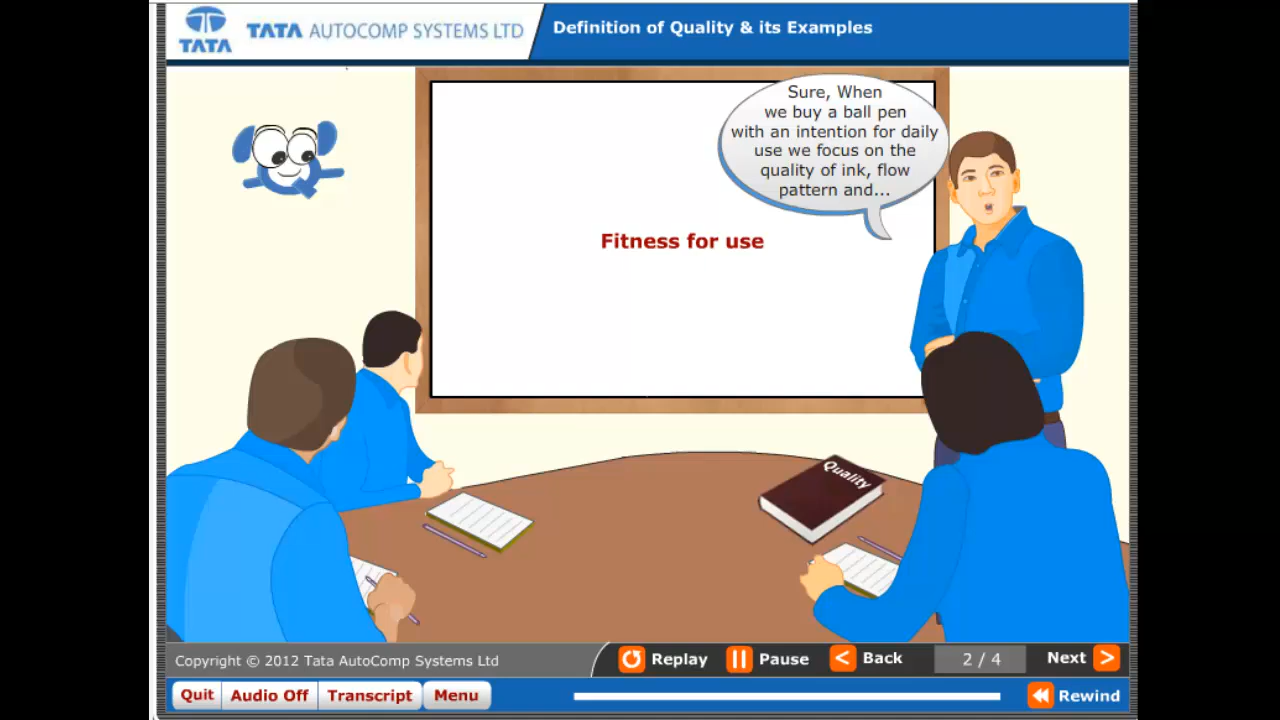 TATA
TATA AUTOCOMP SYSTEMS LTD
Definition of Quality & its Examples
Sure, When
we buy a ball pen
with an intention for daily
use we focus on the
quality of ink, flow
pattern and...
Fitness for use
Quality
Copyright © 2012 Tata AutoComp Systems Ltd
Replay
Pause
< Back
2 / 4
Next >
Quit
Audio Off
Transcript
Menu
Rewind